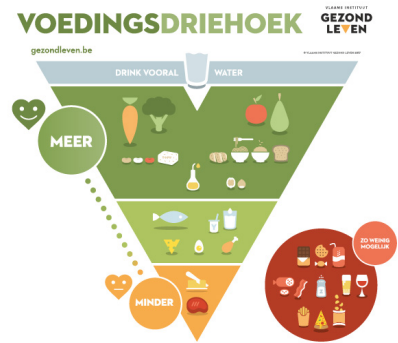 VOEDINGSDRIEHOEK
VLAAMS INSTITUUT
GEZOND
LEVEN
gezondleven.be
DRINK VOORAL WATER
MEER
ZO WEINIG
MOGELIJK
MINDER